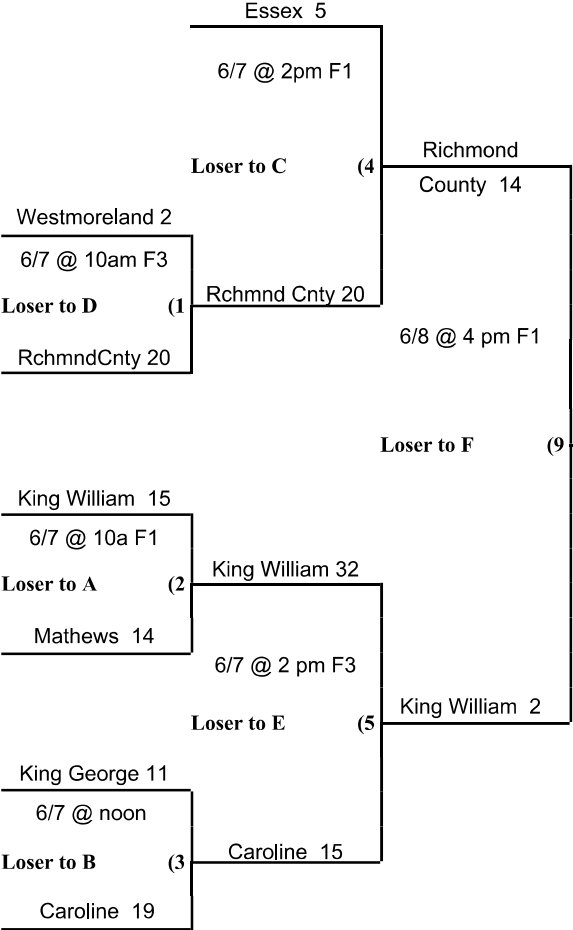 Essex 5
6/7 @ 2pm F1
Loser to C (4
Richmond
County 14
Westmoreland 2
6/7 @ 10am F3
Loser to D (1
Rchmnd Cnty 20
RchmndCnty 20
6/8 @ 4 pm F1
Loser to F (9
King William 15
6/7 @ 10a F1
Loser to A (2
King William 32
Mathews 14
6/7 @ 2 pm F3
Loser to E (5
King William 2
King George 11
6/7 @ noon
Loser to B (3
Caroline 15
Caroline 19